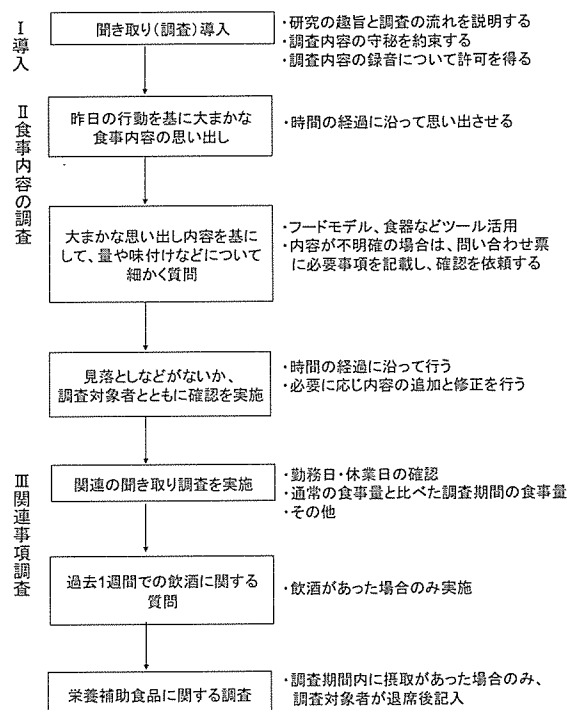 Ⅰ導入
聞き取り(調査)導入
・研究の趣旨と調査の流れを説明する
・調査内容の守秘を約束する
・調査内容の録音について許可を得る
Ⅱ食事内容の調査
昨日の行動を基に大まかな
食事内容の思い出し
・時間の経過に沿って思い出させる
大まかな思い出し内容を基に
して、量や味付けなどについて
細かく質問
・フードモデル、食器などツール活用
・内容が不明確の場合は、問い合わせ票
に必要事項を記載し、確認を依頼する
見落としなどがないか、
調査対象者とともに確認を実施
・時間の経過に沿って行う
・必要に応じ内容の追加と修正を行う
Ⅲ関連事項調査
関連の聞き取り調査を実施
・勤務日・休業日の確認
・通常の食事量と比べた調査期間の食事量
・その他
過去1週間での飲酒に関する
質問
・飲酒があった場合のみ実施
栄養補助食品に関する調査
・調査期間内に摂取があった場合のみ、
調査対象者が退席後記入